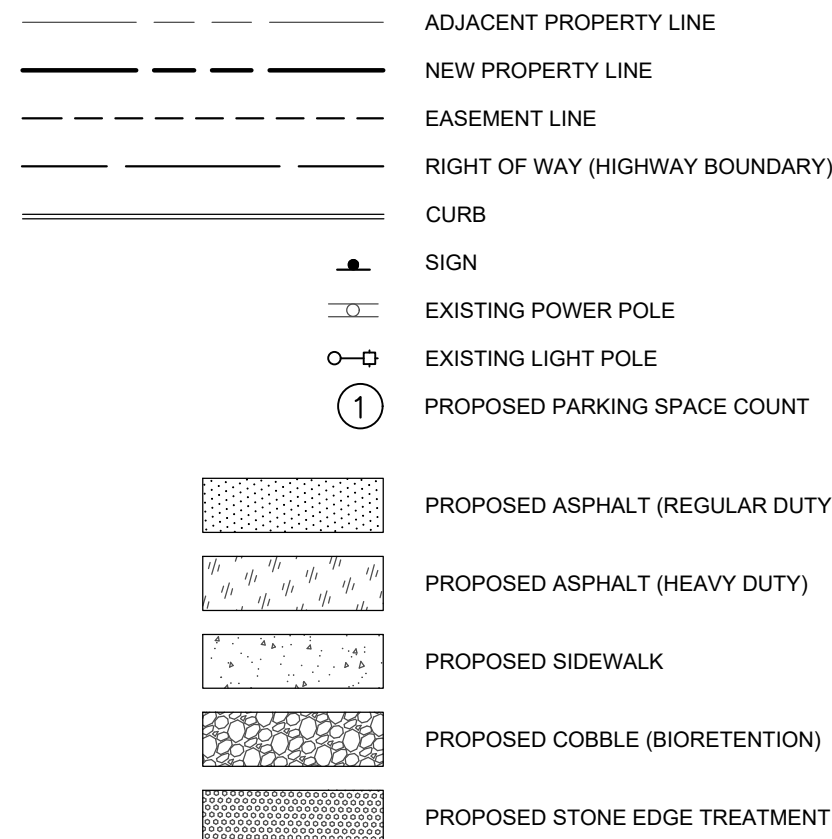 ADJACENT PROPERTY LINE
NEW PROPERTY LINE
EASEMENT LINE
RIGHT OF WAY (HIGHWAY BOUNDARY)
CURB
SIGN
EXISTING POWER POLE
EXISTING LIGHT POLE
1 PROPOSED PARKING SPACE COUNT
PROPOSED ASPHALT (REGULAR DUTY
PROPOSED ASPHALT (HEAVY DUTY)
PROPOSED SIDEWALK
PROPOSED COBBLE (BIORETENTION)
PROPOSED STONE EDGE TREATMENT